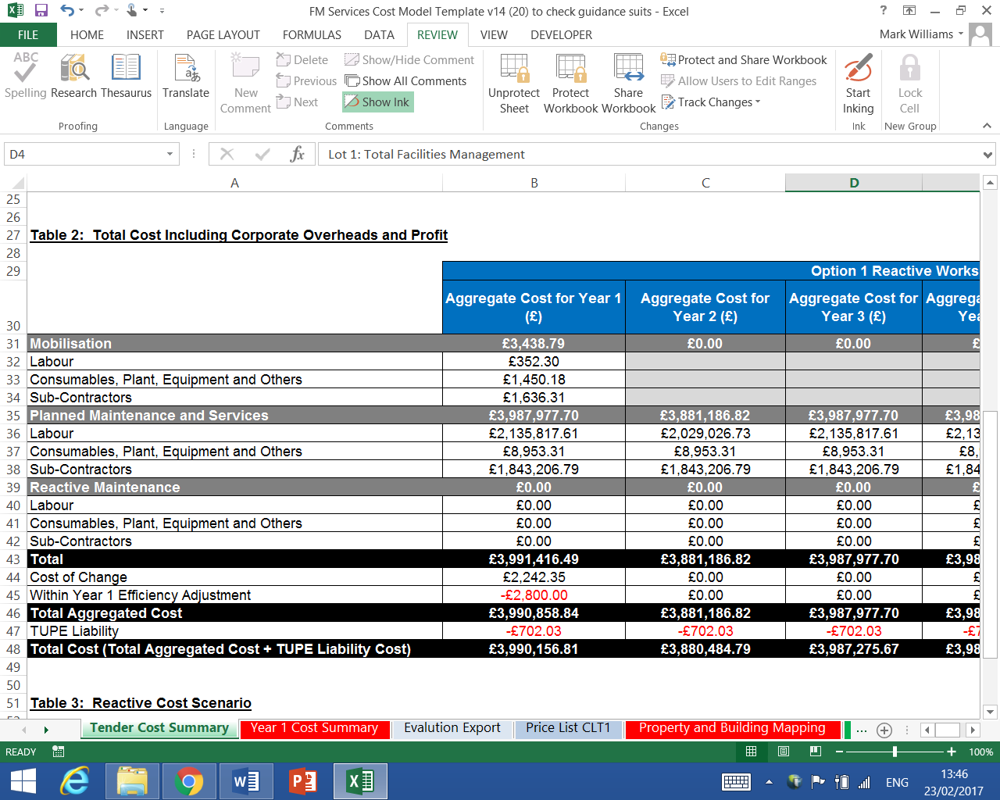 FM Services Cost Model Template v14 (20) to check guidance suits - Excel
FILE HOME INSERT PAGE LAYOUT FORMULAS DATA REVIEW VIEW DEVELOPER Mark Williams
ABC
Spelling Research Thesaurus
Proofing
Translate
Language
New Comment
Delete
Previous
Next
Show/Hide Comment
Show All Comments
Show Ink
Comments
Unprotect Sheet
Protect Workbook
Share Workbook
Protect and Share Workbook
Allow Users to Edit Ranges
Track Changes
Changes
Start Inking
Ink
Lock Cell
New Group
D4 fx Lot 1: Total Facilities Management
A B C D
25
26
27 Table 2: Total Cost Including Corporate Overheads and Profit
28
29 Option 1 Reactive Works
30 Aggregate Cost for Year 1 (£) Aggregate Cost for Year 2 (£) Aggregate Cost for Year 3 (£)
31 Mobilisation £3,438.79 £0.00 £0.00 £
32 Labour £352.30
33 Consumables, Plant, Equipment and Others £1,450.18
34 Sub-Contractors £1,636.31
35 Planned Maintenance and Services £3,987,977.70 £3,881,186.82 £3,987,977.70 £3,98
36 Labour £2,135,817.61 £2,029,026.73 £2,135,817.61 £2,13
37 Consumables, Plant, Equipment and Others £8,953.31 £8,953.31 £8,953.31 £8,
38 Sub-Contractors £1,843,206.79 £1,843,206.79 £1,843,206.79 £1,84
39 Reactive Maintenance £0.00 £0.00 £0.00 £
40 Labour £0.00 £0.00 £0.00 £
41 Consumables, Plant, Equipment and Others £0.00 £0.00 £0.00 £
42 Sub-Contractors £0.00 £0.00 £0.00 £
43 Total £3,991,416.49 £3,881,186.82 £3,987,977.70 £3,98
44 Cost of Change £2,242.35 £0.00 £0.00 £
45 Within Year 1 Efficiency Adjustment -£2,800.00 £0.00 £0.00 £
46 Total Aggregated Cost £3,990,858.84 £3,881,186.82 £3,987,977.70 £3,98
47 TUPE Liability -£702.03 -£702.03 -£702.03 -£7
48 Total Cost (Total Aggregated Cost + TUPE Liability Cost) £3,990,156.81 £3,880,484.79 £3,987,275.67 £3,98
49
50
51 Table 3: Reactive Cost Scenario
Tender Cost Summary Year 1 Cost Summary Evalution Export Price List CLT1 Property and Building Mapping ...
READY 100%
ENG 13:46
23/02/2017